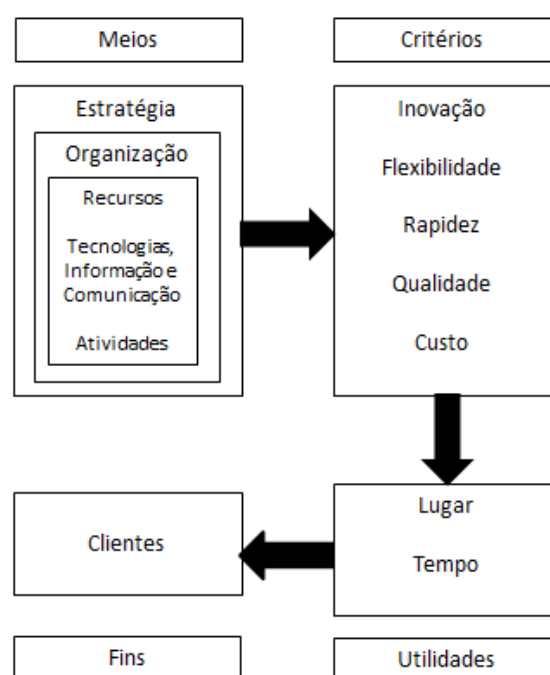 Meios
Critérios
Estratégia
Organização
Recursos
Tecnologias,
Informação e
Comunicação
Atividades
Inovação
Flexibilidade
Rapidez
Qualidade
Custo
Clientes
Lugar
Tempo
Fins
Utilidades